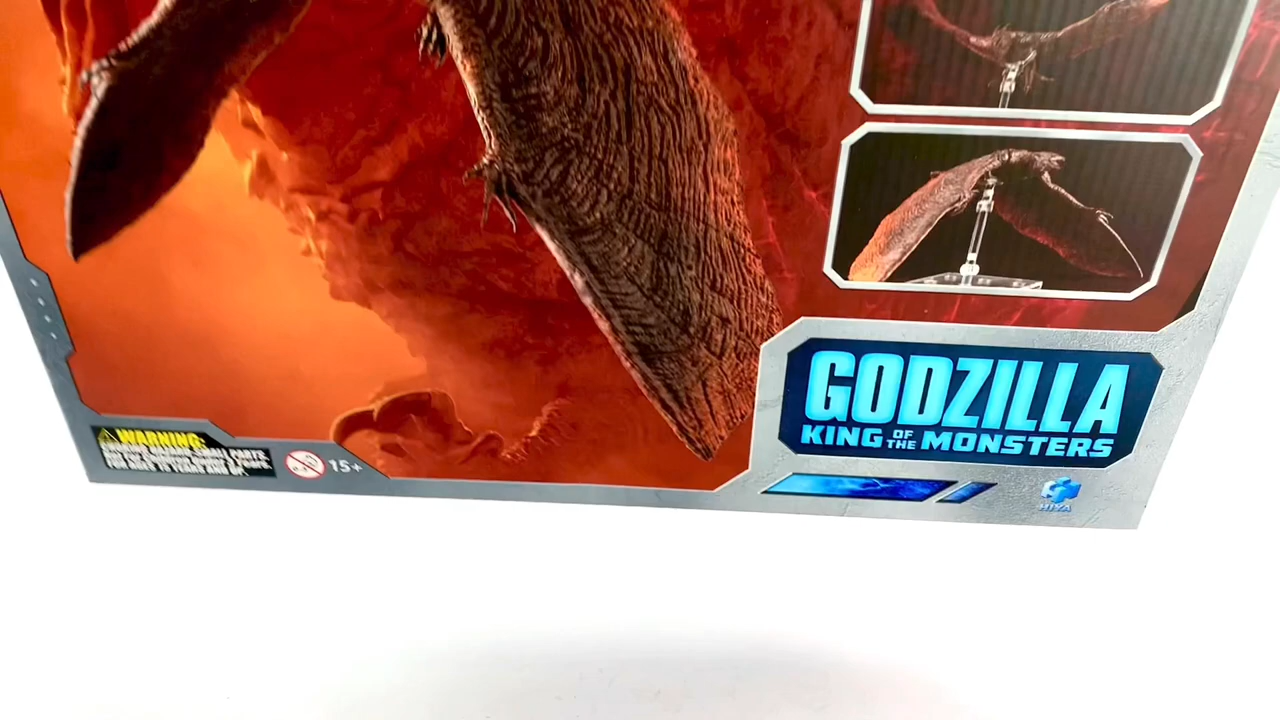 GODZILLA
KING OF THE MONSTERS
WARNING:
15+
HIYA